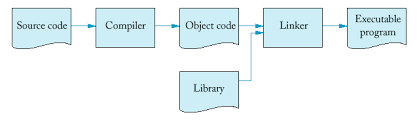 Source code
Compiler
Object code
Linker
Executable
program
Library